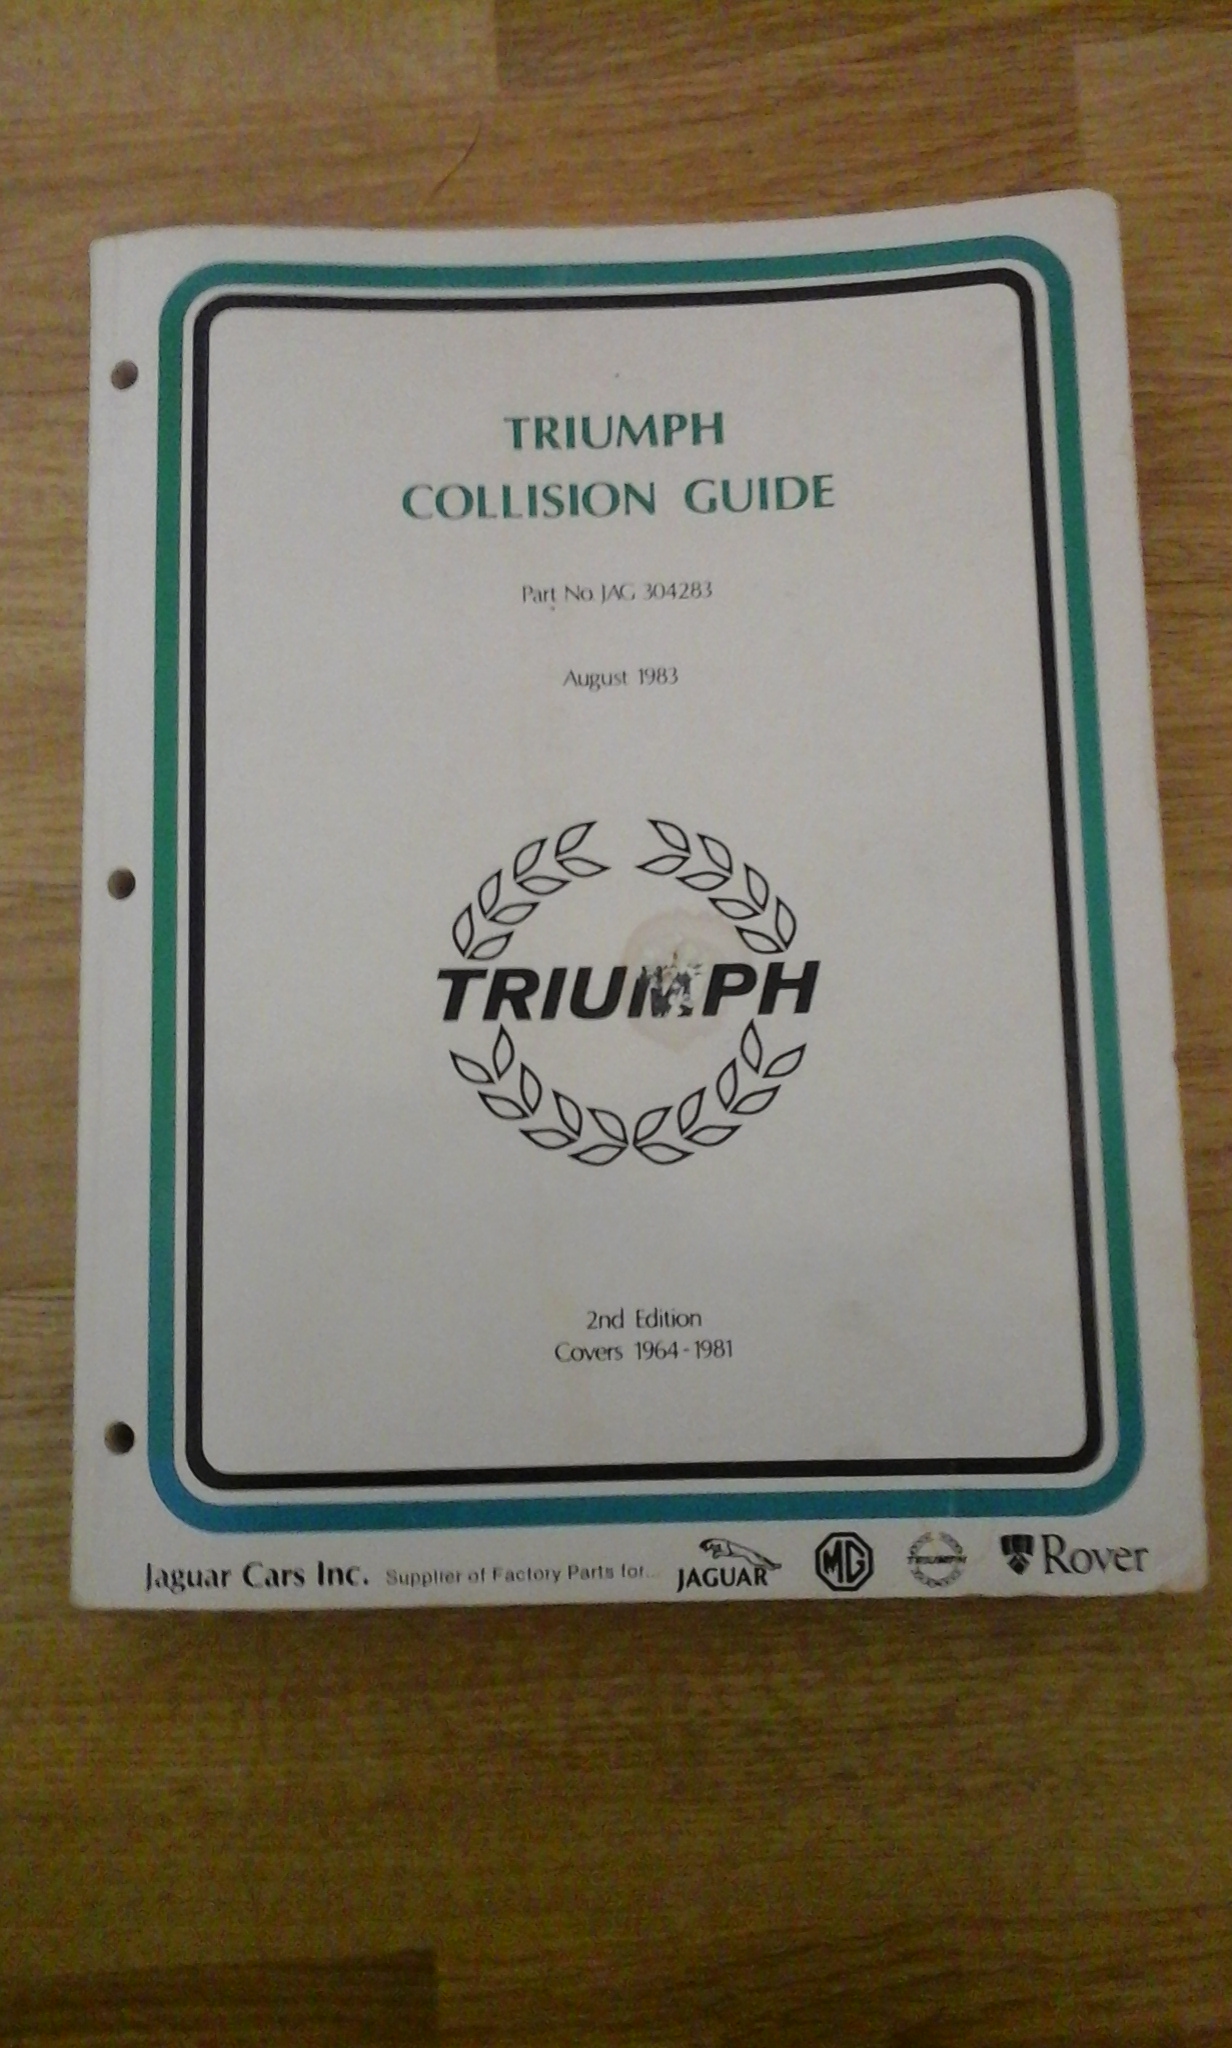 TRIUMPH
COLLISION GUIDE
Part No. JAG 304283
August 1983
TRIUMPH
2nd Edition
Covers 1964-1981
Jaguar Cars Inc. Supplier of Factory Parts for... JAGUAR MG TRIUMPH Rover